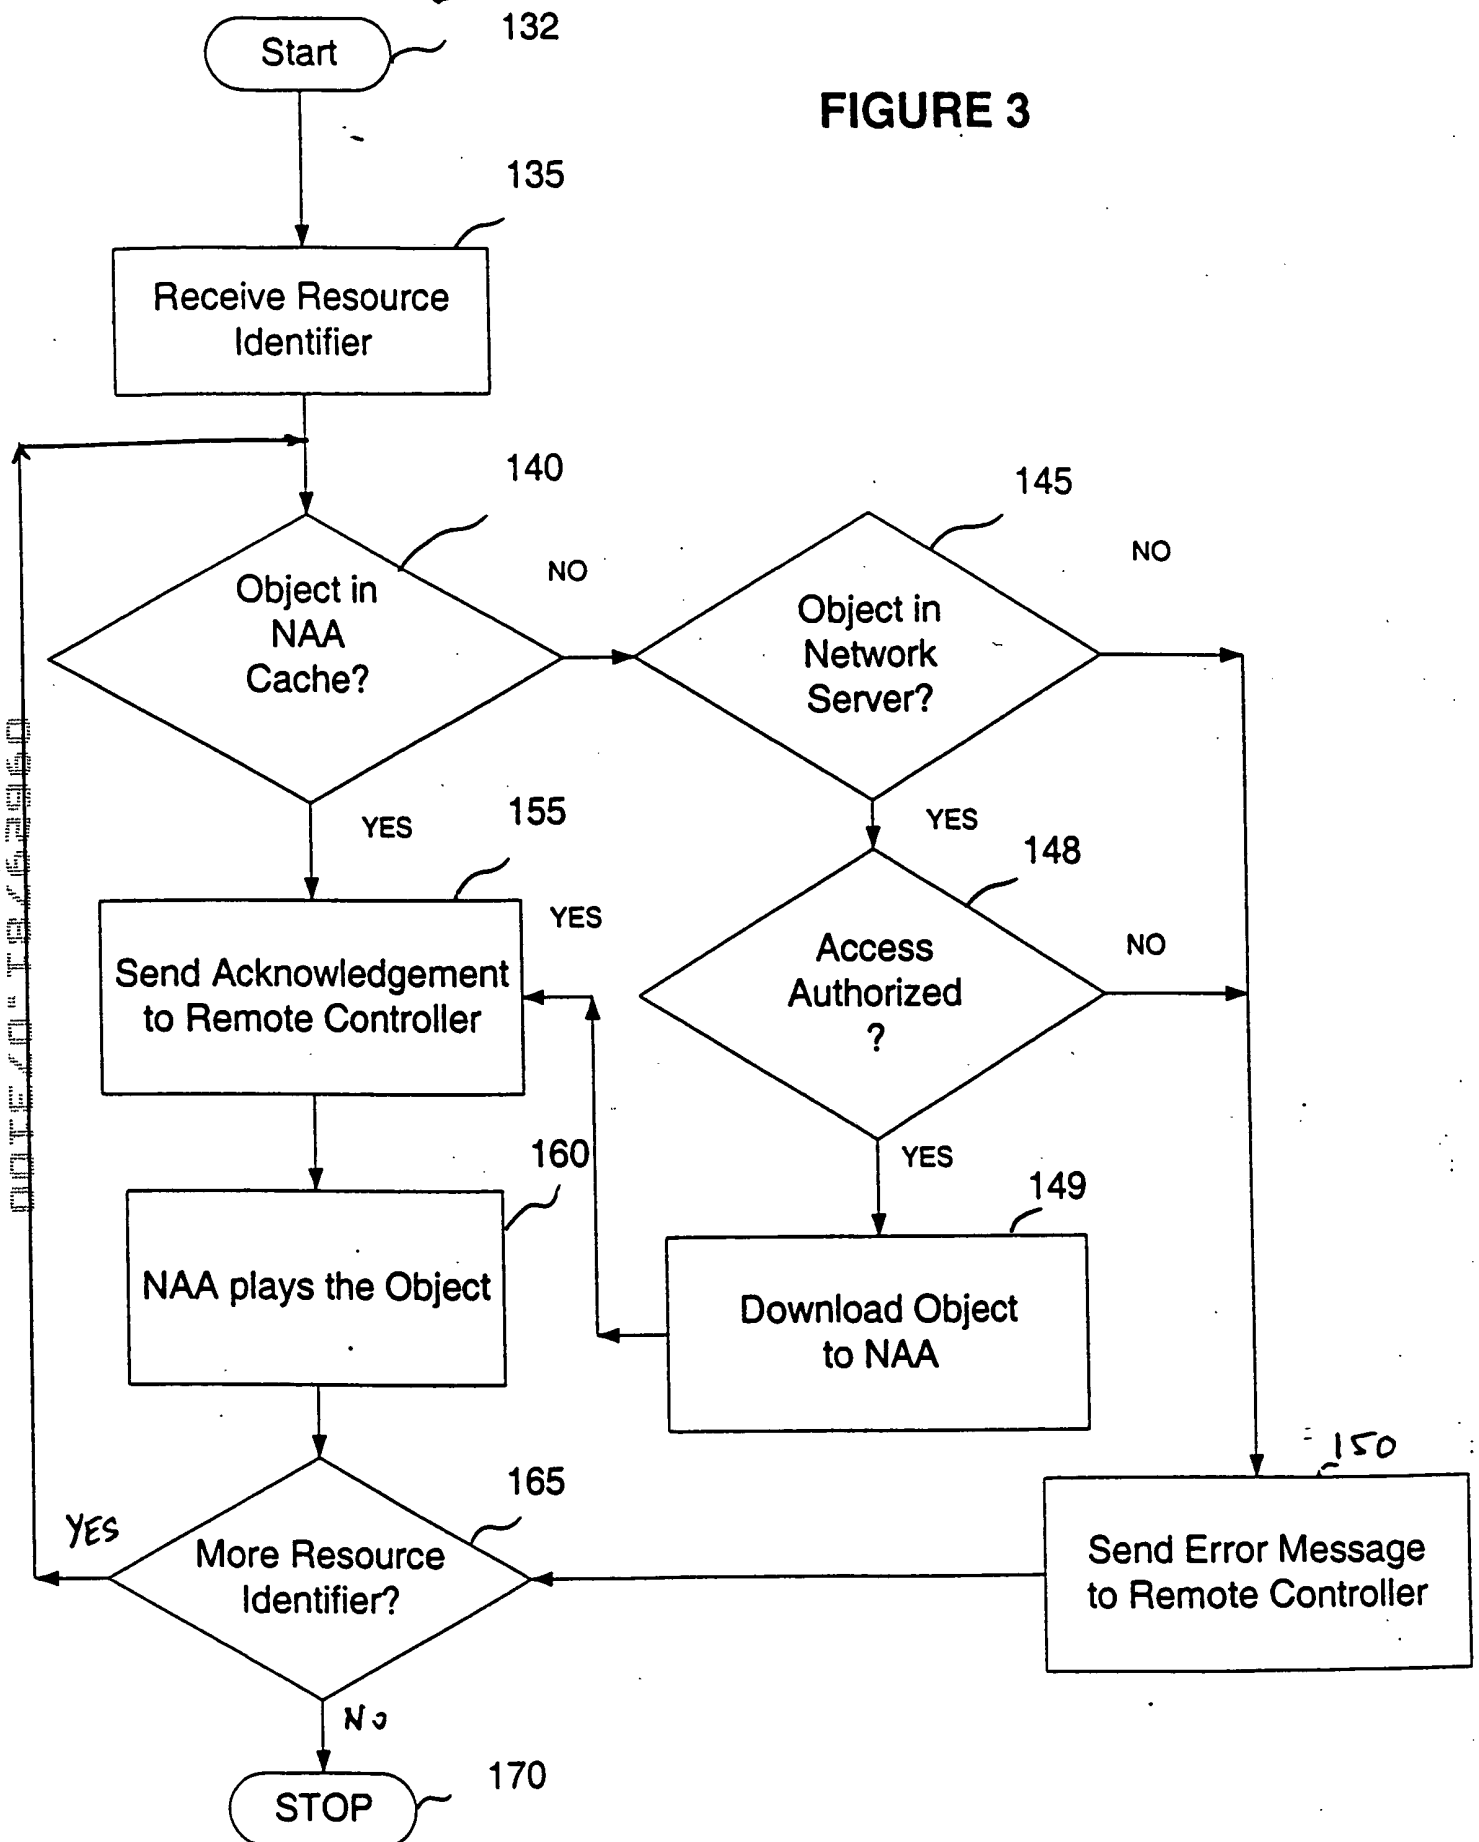 132
Start
FIGURE 3
135
Receive Resource
Identifier
140
145
NO
NO
Object in
NAA
Cache?
Object in
Network
Server?
155
YES
YES
148
YES
Access
Authorized
?
NO
Send Acknowledgement
to Remote Controller
160
YES
149
NAA plays the Object
Download Object
to NAA
150
165
YES
More Resource
Identifier?
Send Error Message
to Remote Controller
No
170
STOP